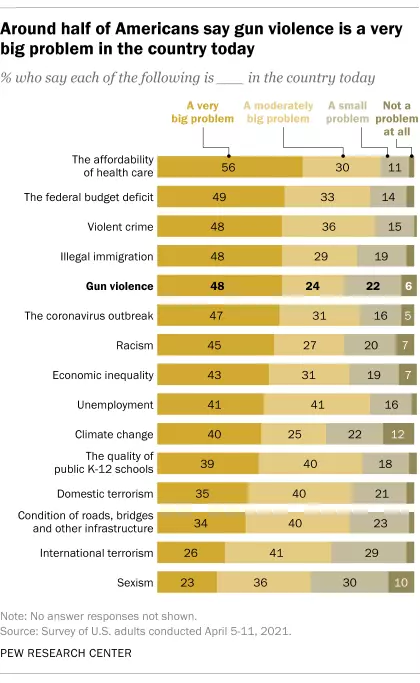 Around half of Americans say gun violence is a very
big problem in the country today
% who say each of the following is ___ in the country today
A very
big problem
A moderately
big problem
A small
problem
Not a
problem
at all
The affordability
of health care
56 30 11
The federal budget deficit 49 33 14
Violent crime 48 36 15
Illegal immigration 48 29 19
Gun violence 48 24 22 6
The coronavirus outbreak 47 31 16 5
Racism 45 27 20 7
Economic inequality 43 31 19 7
Unemployment 41 41 16
Climate change 40 25 22 12
The quality of
public K-12 schools
39 40 18
Domestic terrorism 35 40 21
Condition of roads, bridges
and other infrastructure
34 40 23
International terrorism 26 41 29
Sexism 23 36 30 10
Note: No answer responses not shown.
Source: Survey of U.S. adults conducted April 5-11, 2021.
PEW RESEARCH CENTER